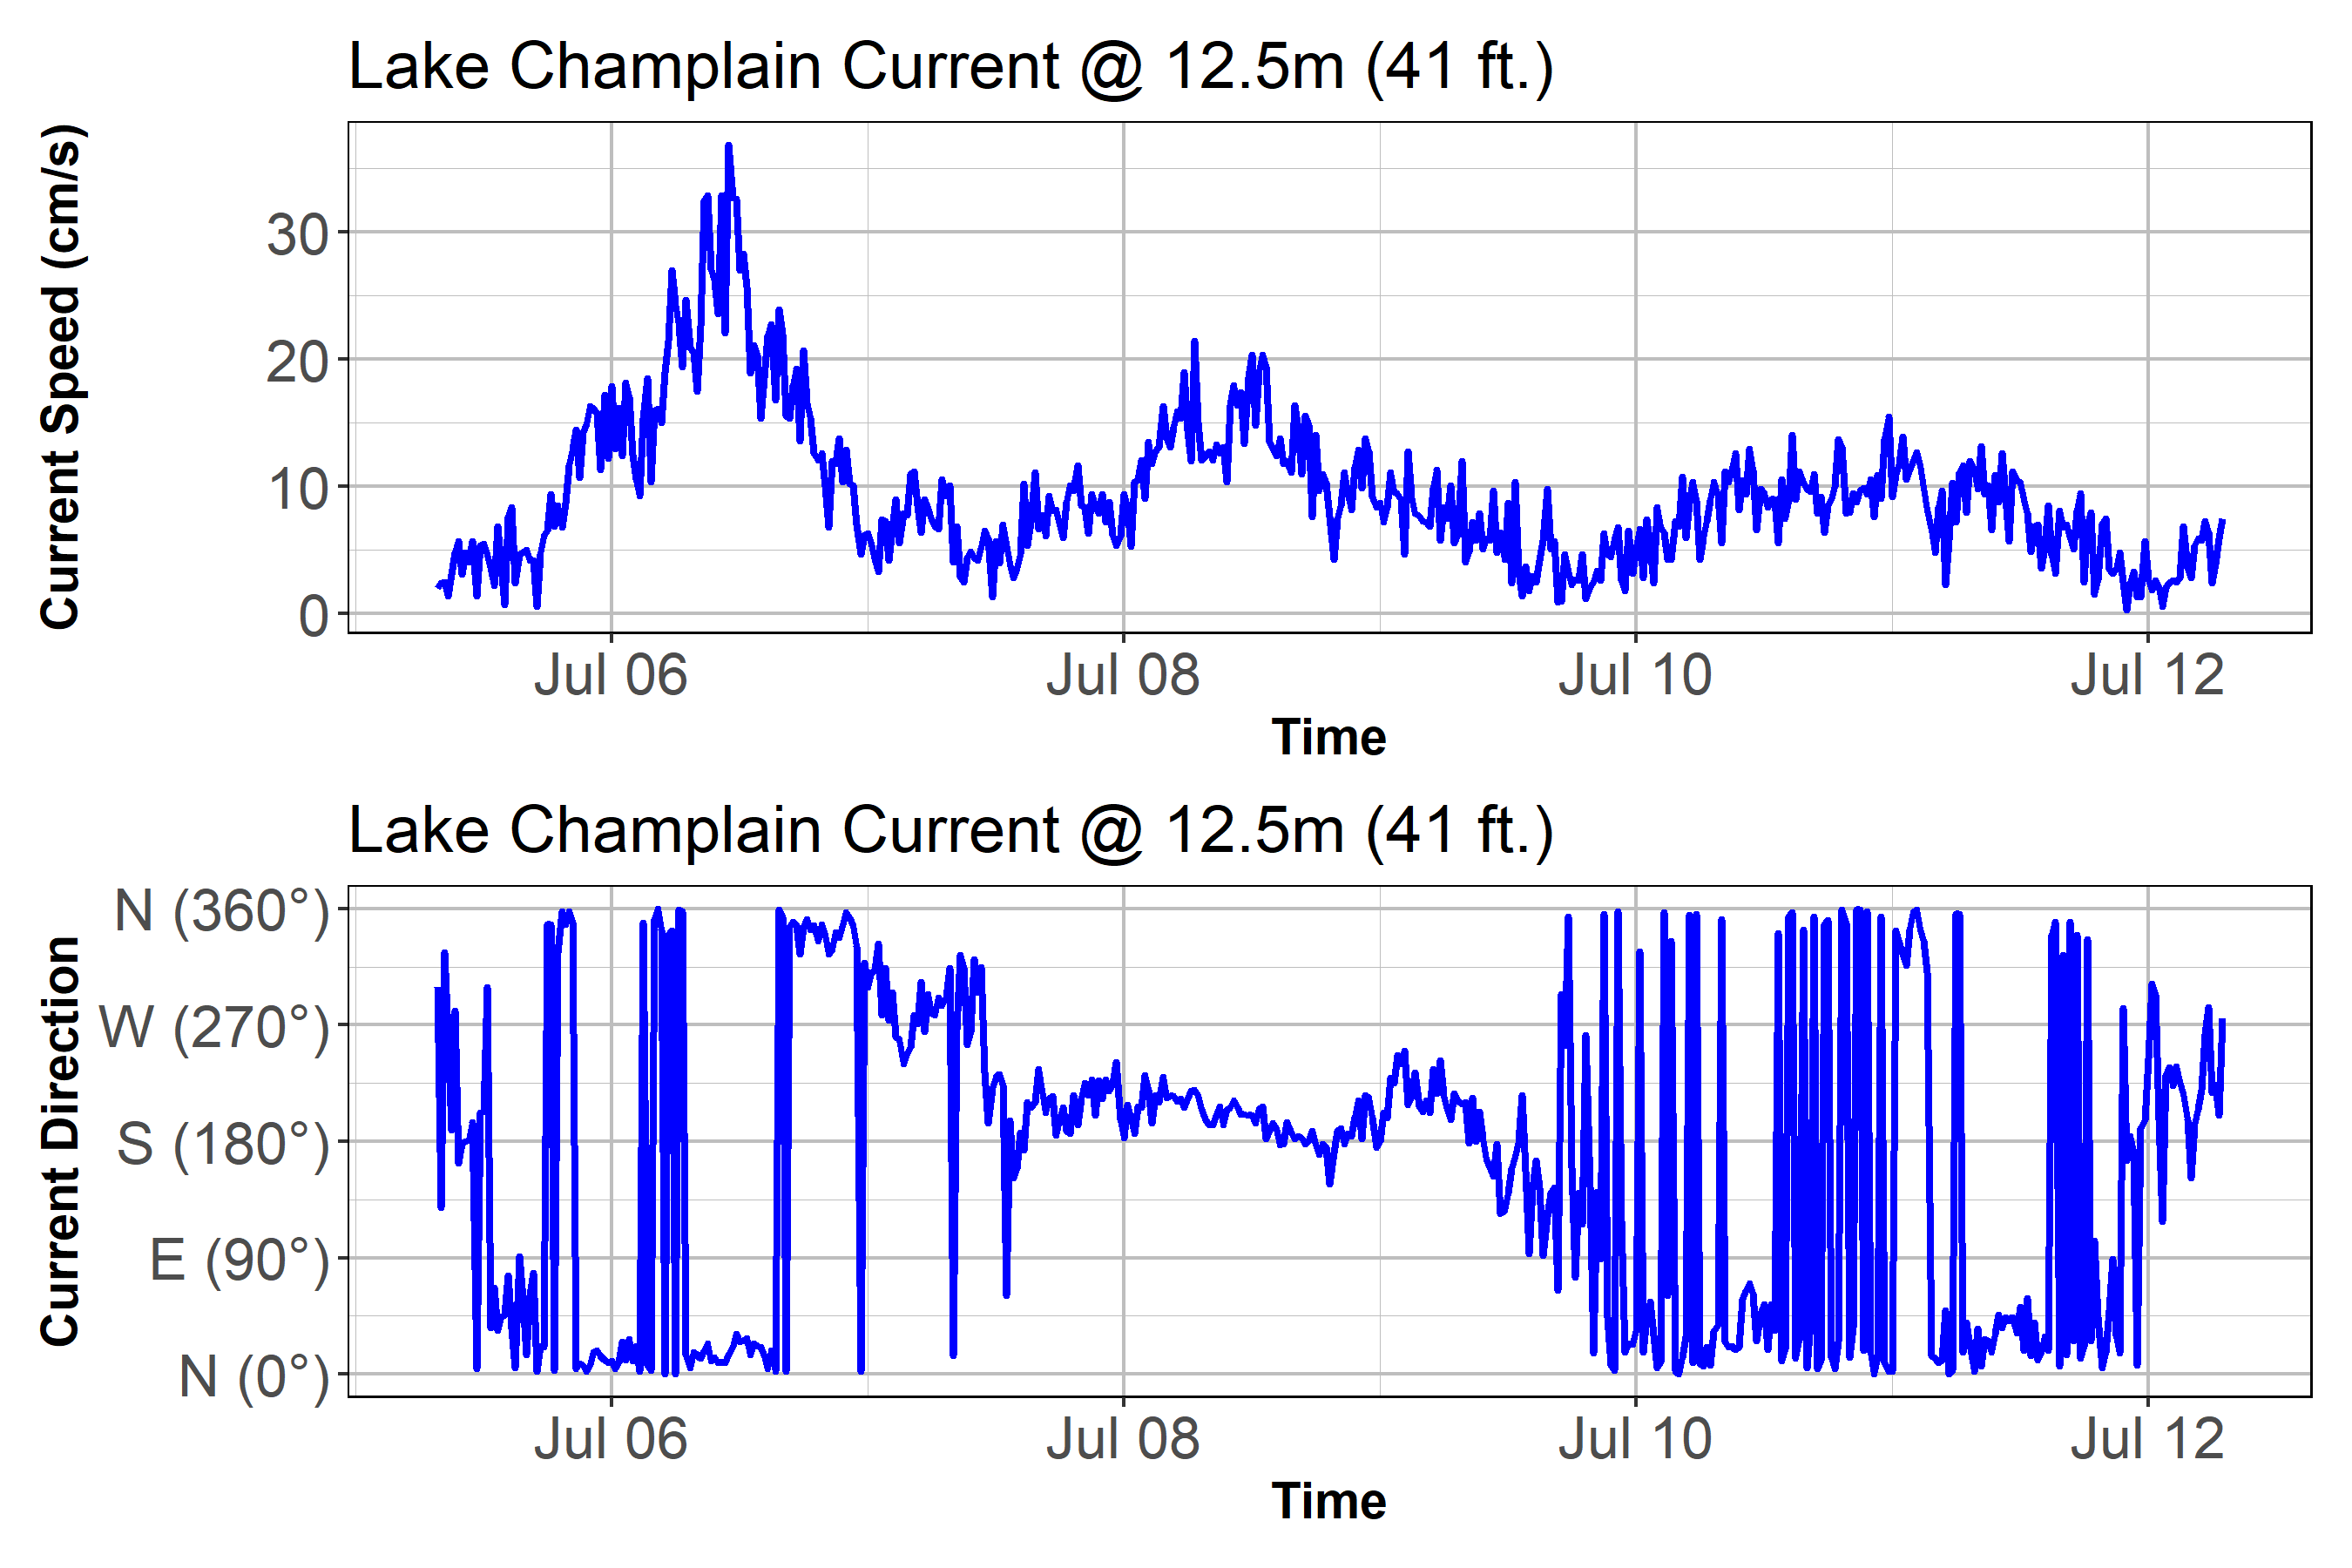 Lake Champlain Current @ 12.5m (41 ft.)
Current Speed (cm/s)
30
20
10
0
Jul 06 Jul 08 Jul 10 Jul 12
Time
Lake Champlain Current @ 12.5m (41 ft.)
Current Direction
N (360°)
W (270°)
S (180°)
E (90°)
N (0°)
Jul 06 Jul 08 Jul 10 Jul 12
Time